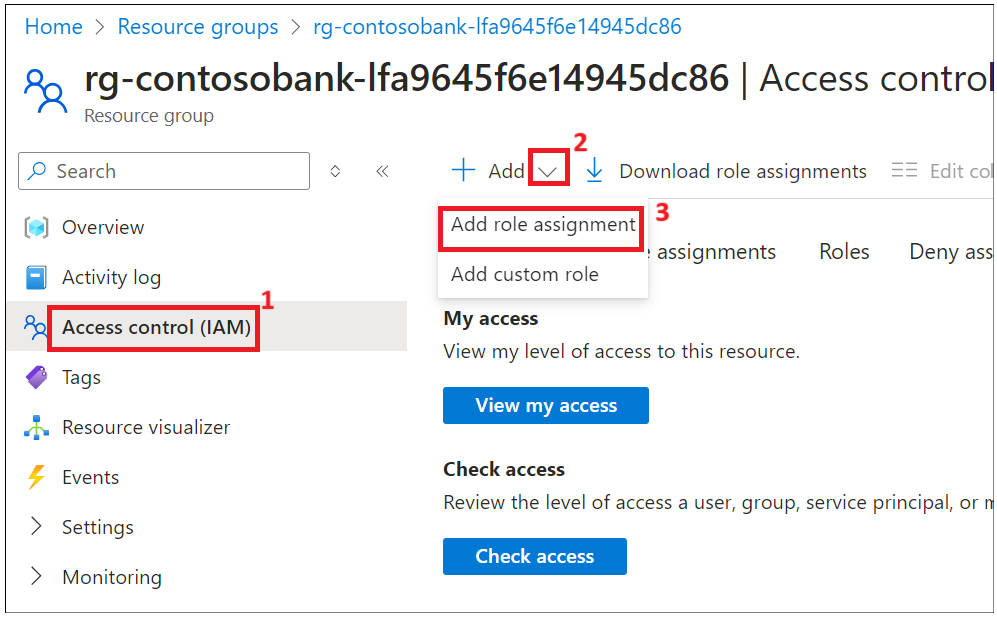 Home > Resource groups > rg-contosobank-lfa9645f6e14945dc86
rg-contosobank-lfa9645f6e14945dc86 | Access control
Resource group
Search
Overview
Activity log
Access control (IAM)
1
Tags
Resource visualizer
Events
Settings
Monitoring
Add
2
Download role assignments
Edit col
Add role assignment
3
Add custom role
assignments
Roles
Deny ass
My access
View my level of access to this resource.
View my access
Check access
Review the level of access a user, group, service principal, or
Check access